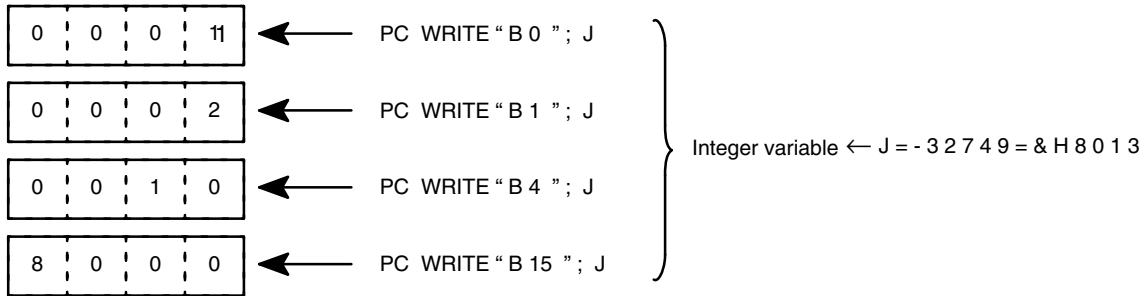 0 0 0 11 PC WRITE “ B 0 ” ; J
0 0 0 2 PC WRITE “ B 1 ” ; J
Integer variable ← J = - 3 2 7 4 9 = & H 8 0 1 3
0 0 1 0 PC WRITE “ B 4 ” ; J
8 0 0 0 PC WRITE “ B 15 ” ; J